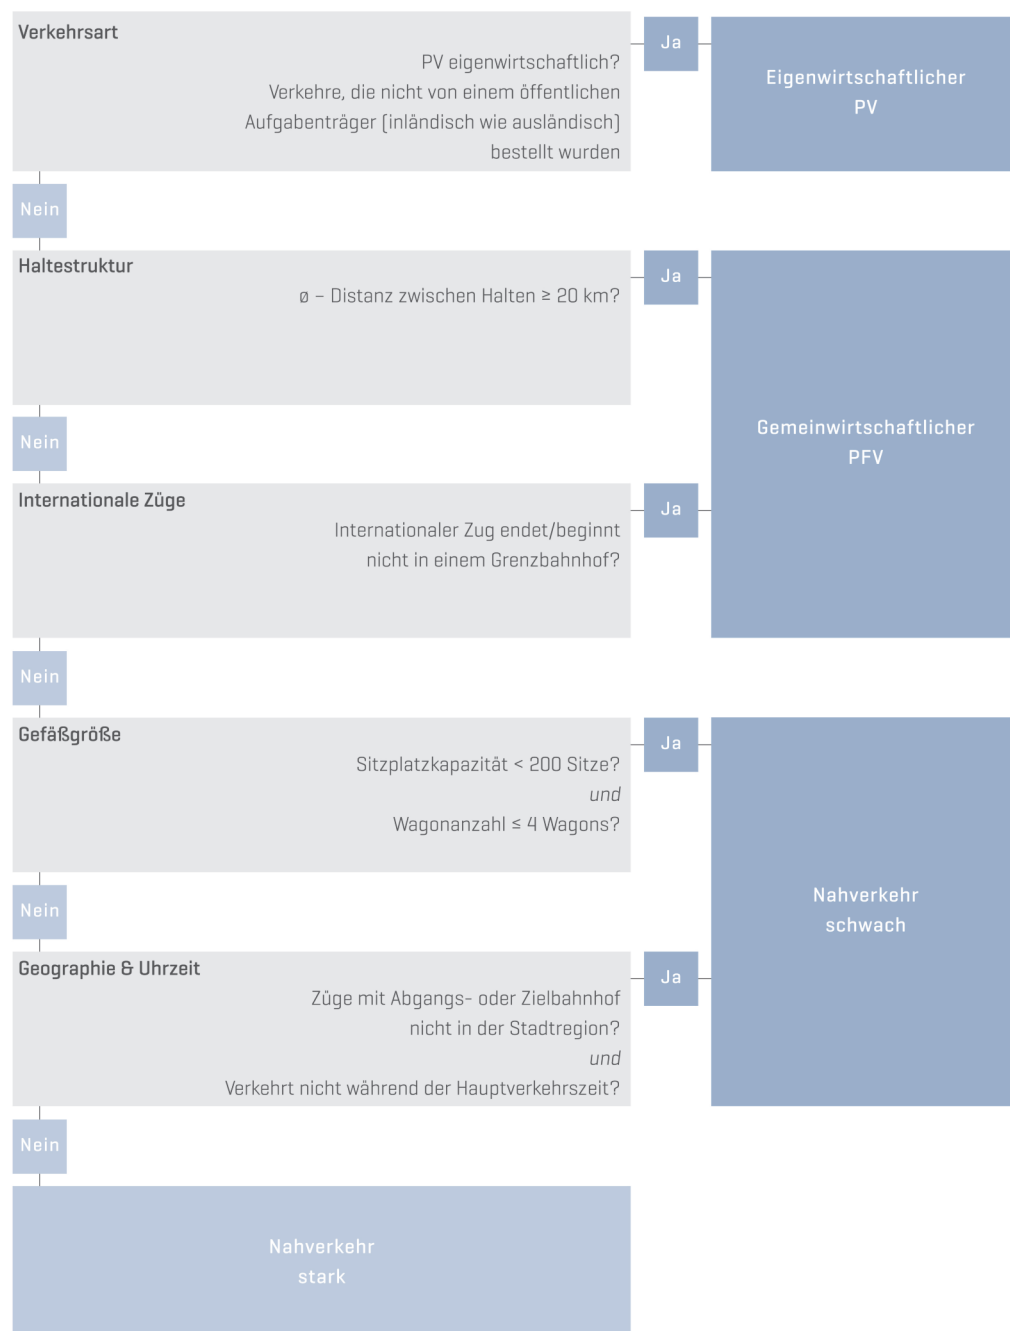 Verkehrsart
PV eigenwirtschaftlich?
Verkehre, die nicht von einem öffentlichen
Aufgabenträger (inländisch wie ausländisch)
bestellt wurden
Ja
Eigenwirtschaftlicher
PV
Nein
Haltestruktur
ø – Distanz zwischen Halten ≥ 20 km?
Ja
Gemeinwirtschaftlicher
PFV
Nein
Internationale Züge
Internationaler Zug endet/beginnt
nicht in einem Grenzbahnhof?
Ja
Nein
Gefäßgröße
Sitzplatzkapazität < 200 Sitze?
und
Wagonanzahl ≤ 4 Wagons?
Ja
Nahverkehr
schwach
Nein
Geographie & Uhrzeit
Züge mit Abgangs- oder Zielbahnhof
nicht in der Stadtregion?
und
Verkehrt nicht während der Hauptverkehrszeit?
Ja
Nein
Nahverkehr
stark